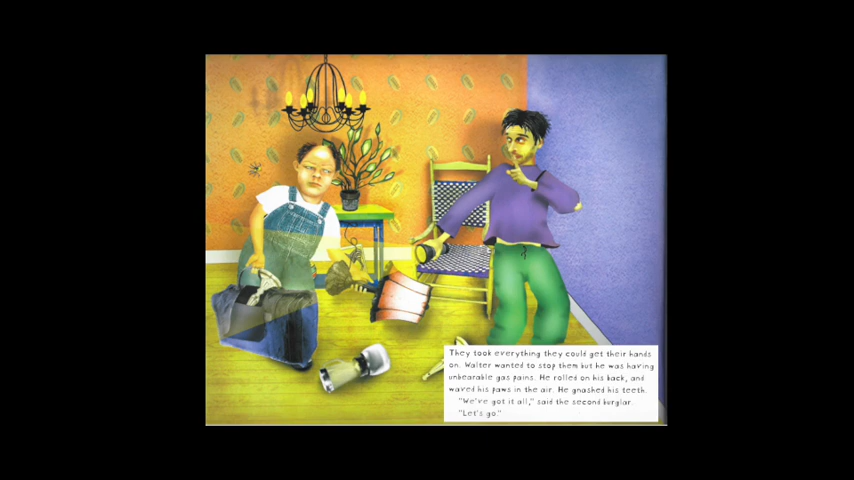 They took everything they could get their hands
on. Walter wanted to stop them but he was having
unbearable gas pains. He rolled on his back, and
waved his paws in the air. He gnashed his teeth.
"We've got it all," said the second burglar.
"Let's go."